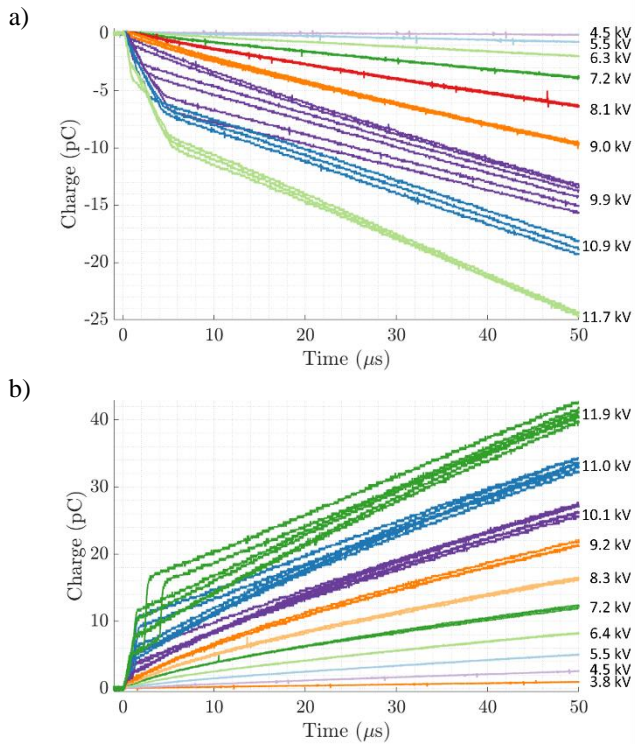 a)
0
-5
-10
-15
-20
-25
Charge (pC)
0
10
20
30
40
50
Time (μs)
4.5 kV
5.5 kV
6.3 kV
7.2 kV
8.1 kV
9.0 kV
9.9 kV
10.9 kV
11.7 kV
b)
40
30
20
10
0
Charge (pC)
0
10
20
30
40
50
Time (μs)
11.9 kV
11.0 kV
10.1 kV
9.2 kV
8.3 kV
7.2 kV
6.4 kV
5.5 kV
4.5 kV
3.8 kV